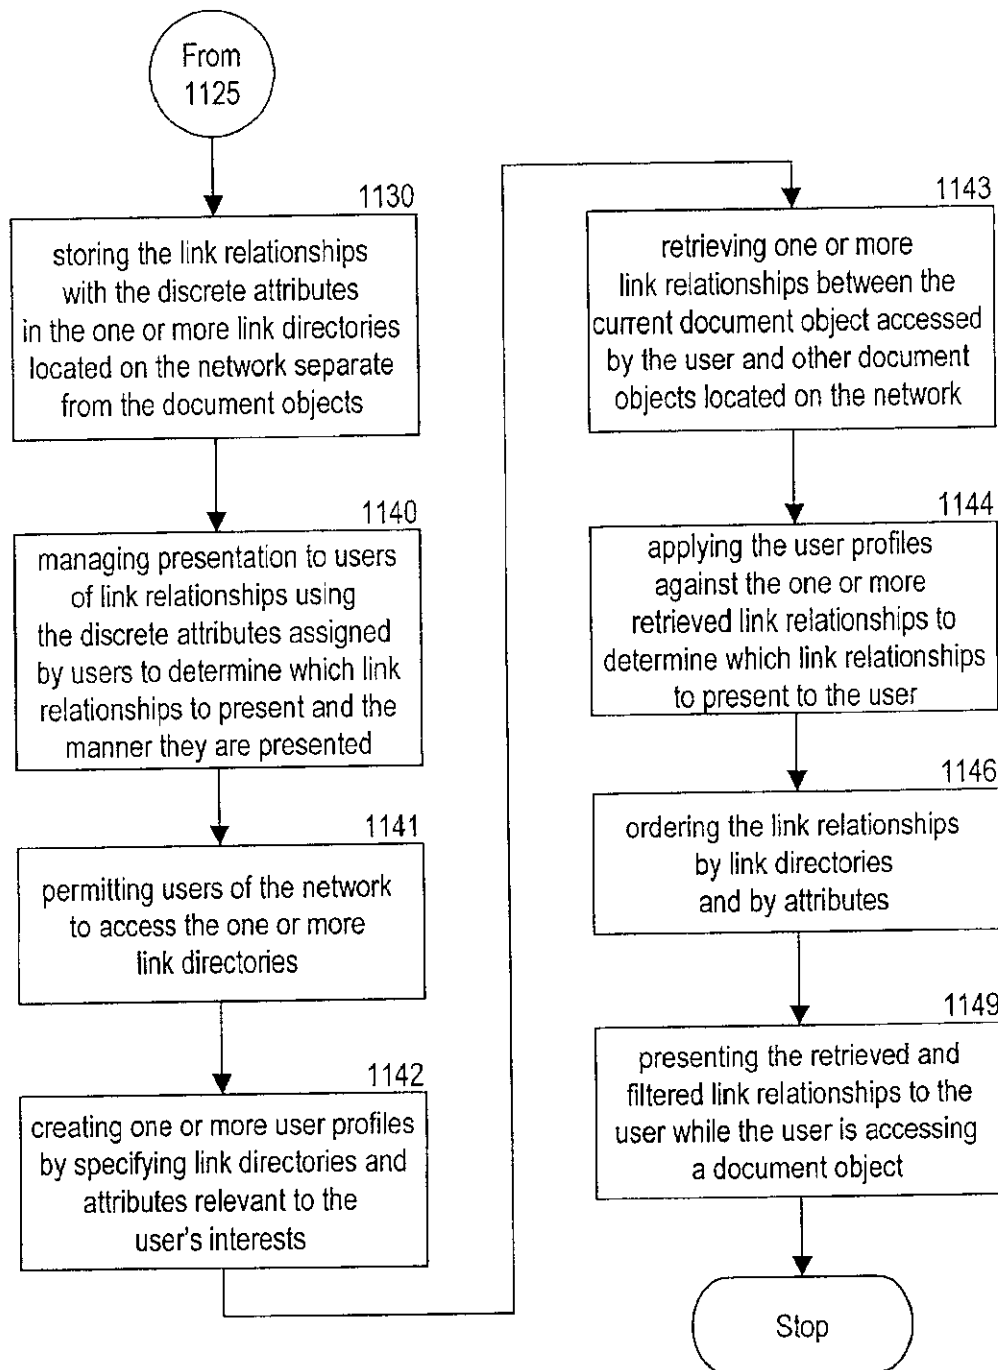 From
1125
1130
storing the link relationships
with the discrete attributes
in the one or more link directories
located on the network separate
from the document objects
1140
managing presentation to users
of link relationships using
the discrete attributes assigned
by users to determine which link
relationships to present and the
manner they are presented
1141
permitting users of the network
to access the one or more
link directories
1142
creating one or more user profiles
by specifying link directories and
attributes relevant to the
user's interests
1143
retrieving one or more
link relationships between the
current document object accessed
by the user and other document
objects located on the network
1144
applying the user profiles
against the one or more
retrieved link relationships to
determine which link relationships
to present to the user
1146
ordering the link relationships
by link directories
and by attributes
1149
presenting the retrieved and
filtered link relationships to the
user while the user is accessing
a document object
Stop